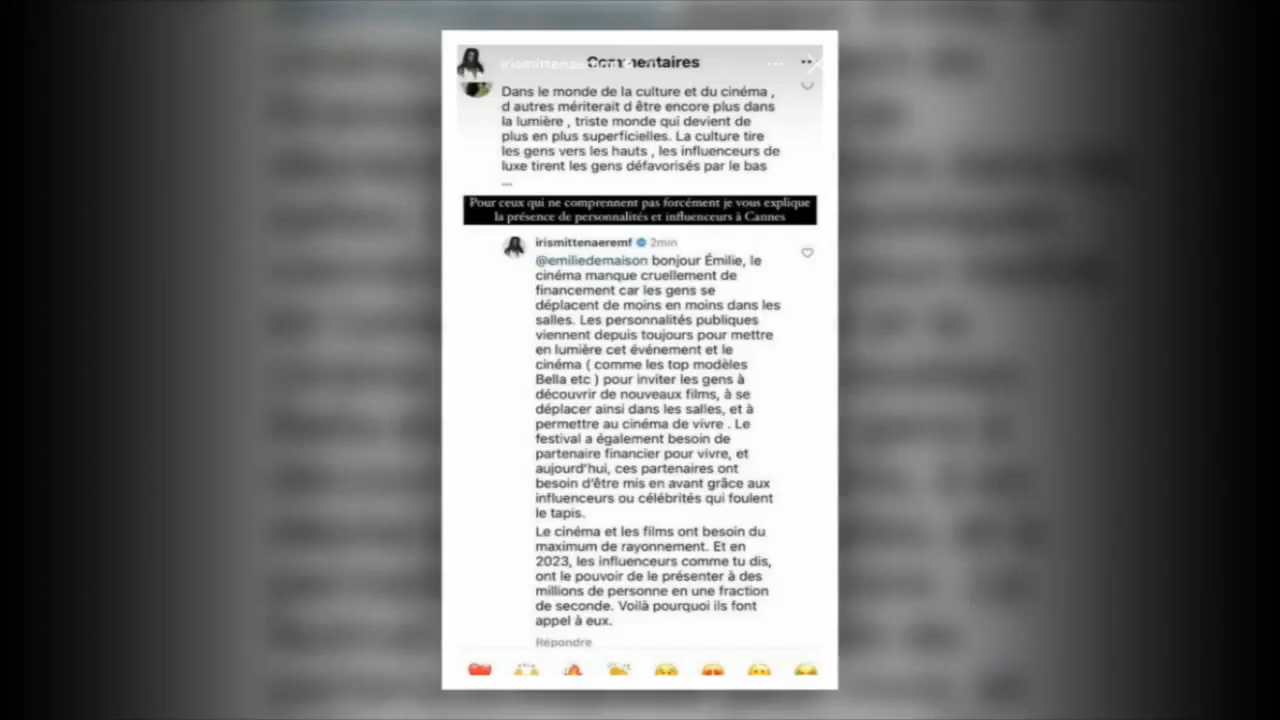 irismittenaeremf
Commentaires
Dans le monde de la culture et du cinéma ,
d autres mériterait d être encore plus dans
la lumière , triste monde qui devient de
plus en plus superficielles. La culture tire
les gens vers les hauts , les influenceurs de
luxe tirent les gens défavorisés par le bas
...
Pour ceux qui ne comprennent pas forcément je vous explique
la présence de personnalités et influenceurs à Cannes
irismittenaeremf 2min
@emiliedemaison bonjour Émilie, le
cinéma manque cruellement de
financement car les gens se
déplacent de moins en moins dans les
salles. Les personnalités publiques
viennent depuis toujours pour mettre
en lumière cet événement et le
cinéma ( comme les top modèles
Bella etc ) pour inviter les gens à
découvrir de nouveaux films, à se
déplacer ainsi dans les salles, et à
permettre au cinéma de vivre . Le
festival a également besoin de
partenaire financier pour vivre, et
aujourd'hui, ces partenaires ont
besoin d'être mis en avant grâce aux
influenceurs ou célébrités qui foulent
le tapis.
Le cinéma et les films ont besoin du
maximum de rayonnement. Et en
2023, les influenceurs comme tu dis,
ont le pouvoir de le présenter à des
millions de personne en une fraction
de seconde. Voilà pourquoi ils font
appel à eux.
Répondre